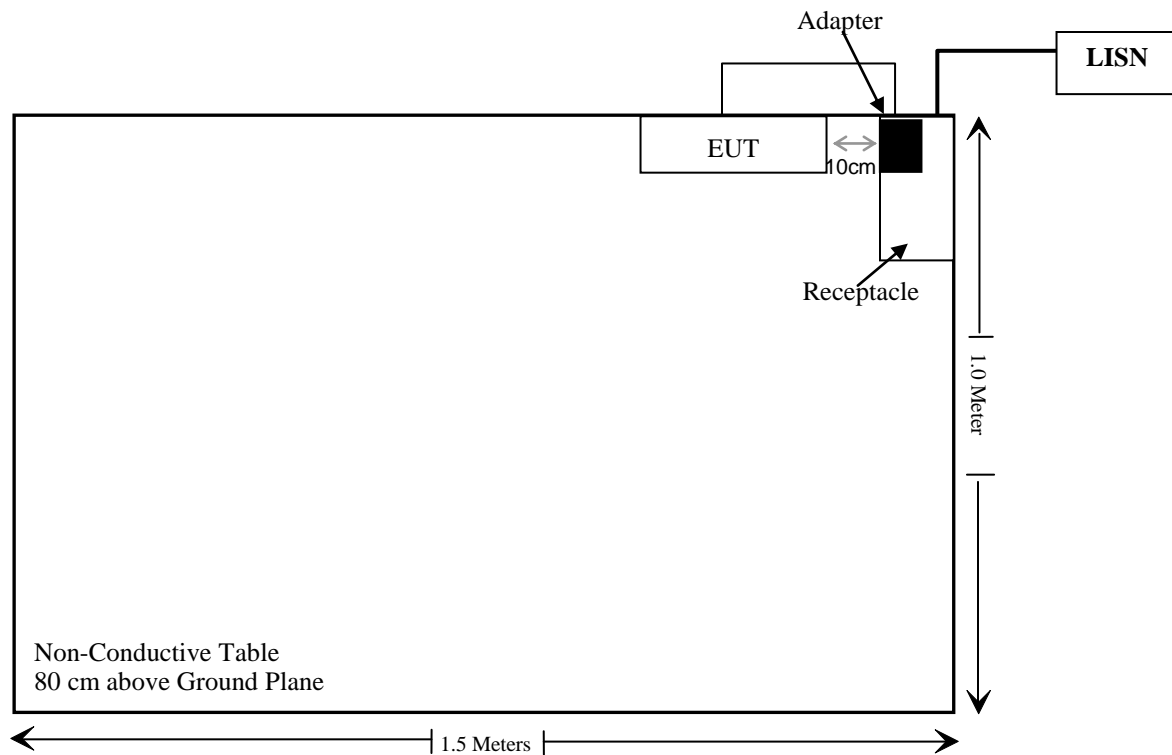 Adapter
LISN
EUT
10cm
Receptacle
1.0 Meter
Non-Conductive Table
80 cm above Ground Plane
1.5 Meters